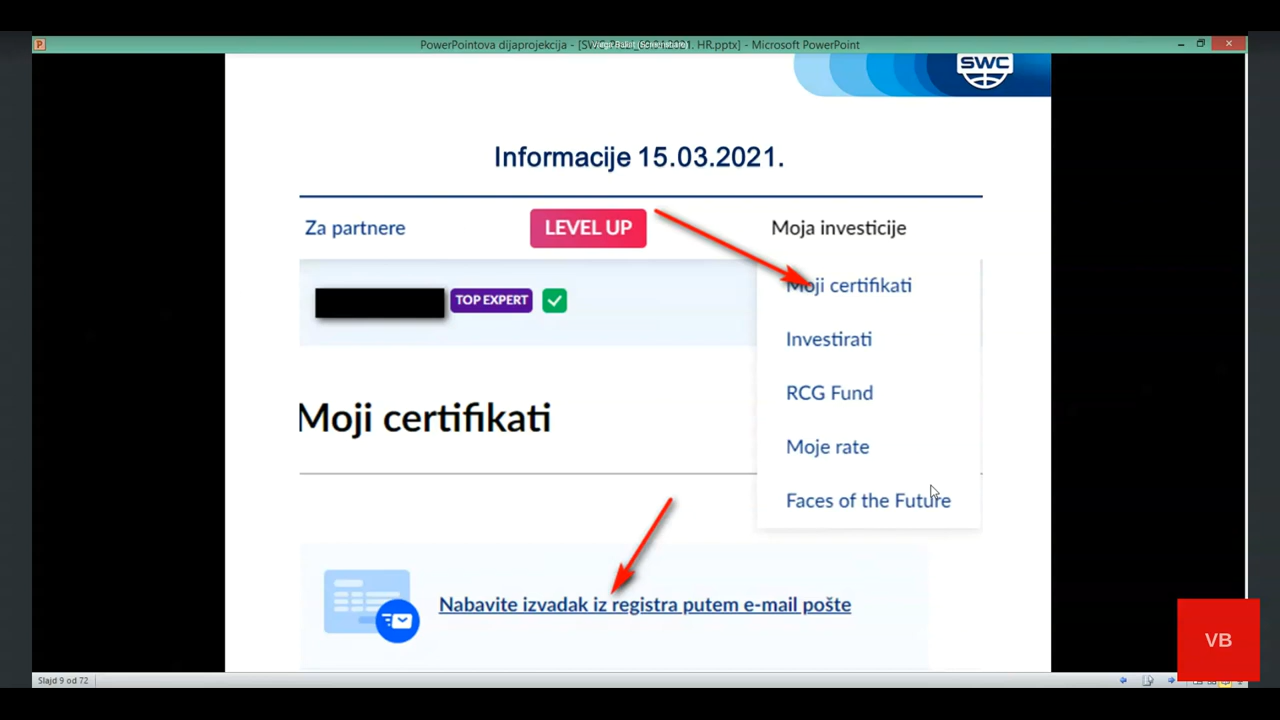 PowerPointova dijaprojekcija - [SWC 2021. HR.pptx] - Microsoft PowerPoint
SWC
Informacije 15.03.2021.
Za partnere
LEVEL UP
Moja investicije
Moji certifikati
TOP EXPERT
Investirati
RCG Fund
Moji certifikati
Moje rate
Faces of the Future
Nabavite izvadak iz registra putem e-mail pošte
VB
Slajd 9 od 72